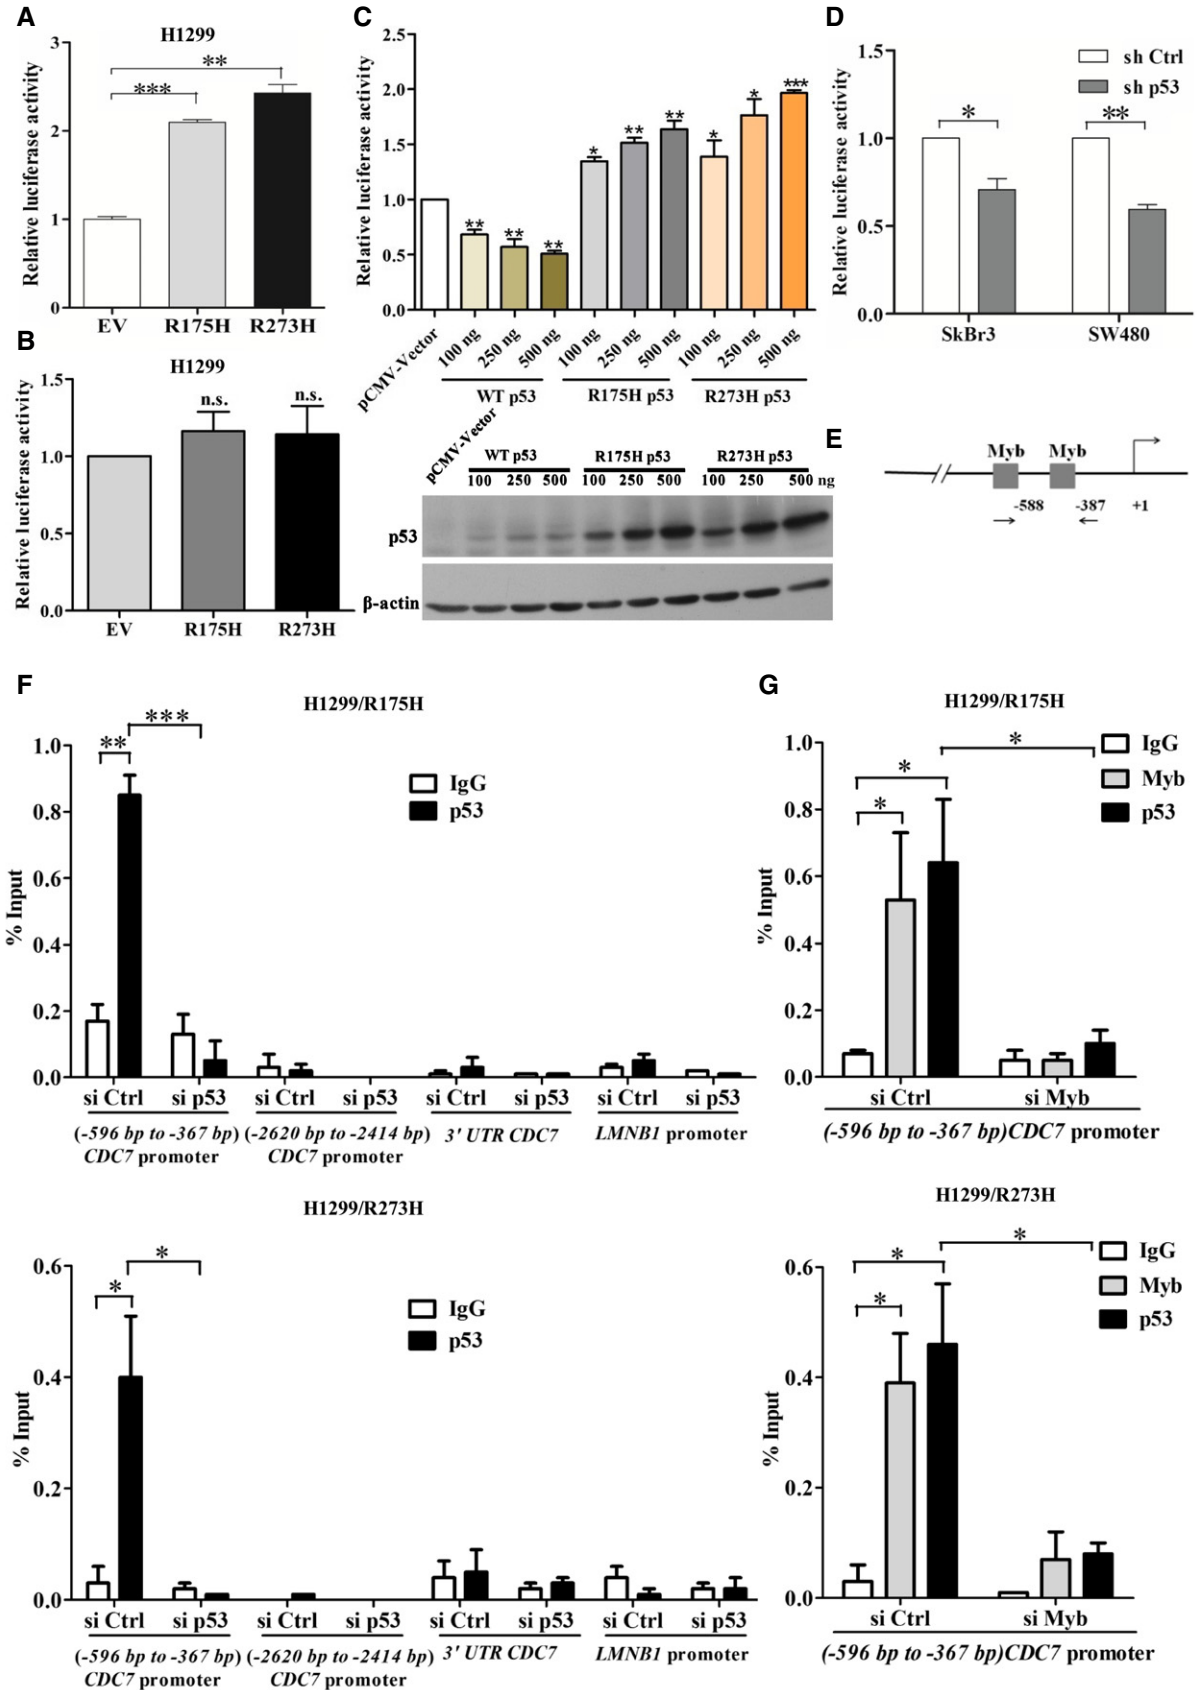 A
H1299
Relative luciferase activity
3
2
1
0
***
**
EV
R175H
R273H
B
H1299
Relative luciferase activity
1.5
1.0
0.5
0.0
n.s.
n.s.
EV
R175H
R273H
C
Relative luciferase activity
2.5
2.0
1.5
1.0
0.5
0.0
** ** ** * ** ** * * ***
pCMV-Vector
100 ng 250 ng 500 ng 100 ng 250 ng 500 ng 100 ng 250 ng 500 ng
WT p53 R175H p53 R273H p53
pCMV-Vector
WT p53 R175H p53 R273H p53
100 250 500 100 250 500 100 250 500 ng
p53
β-actin
D
Relative luciferase activity
1.5
1.0
0.5
0.0
sh Ctrl
sh p53
*
**
SkBr3
SW480
E
Myb Myb
-588 -387 +1
F
H1299/R175H
% Input
1.0
0.8
0.6
0.4
0.2
0.0
**
***
IgG
p53
si Ctrl si p53 si Ctrl si p53 si Ctrl si p53 si Ctrl si p53
(-596 bp to -367 bp) (-2620 bp to -2414 bp) 3' UTR CDC7 LMNB1 promoter
CDC7 promoter CDC7 promoter
H1299/R273H
% Input
0.6
0.4
0.2
0.0
*
*
IgG
p53
si Ctrl si p53 si Ctrl si p53 si Ctrl si p53 si Ctrl si p53
(-596 bp to -367 bp) (-2620 bp to -2414 bp) 3' UTR CDC7 LMNB1 promoter
CDC7 promoter CDC7 promoter
G
H1299/R175H
% Input
1.0
0.8
0.6
0.4
0.2
0.0
*
*
*
IgG
Myb
p53
si Ctrl si Myb
(-596 bp to -367 bp)CDC7 promoter
H1299/R273H
% Input
0.6
0.4
0.2
0.0
*
*
*
IgG
Myb
p53
si Ctrl si Myb
(-596 bp to -367 bp)CDC7 promoter